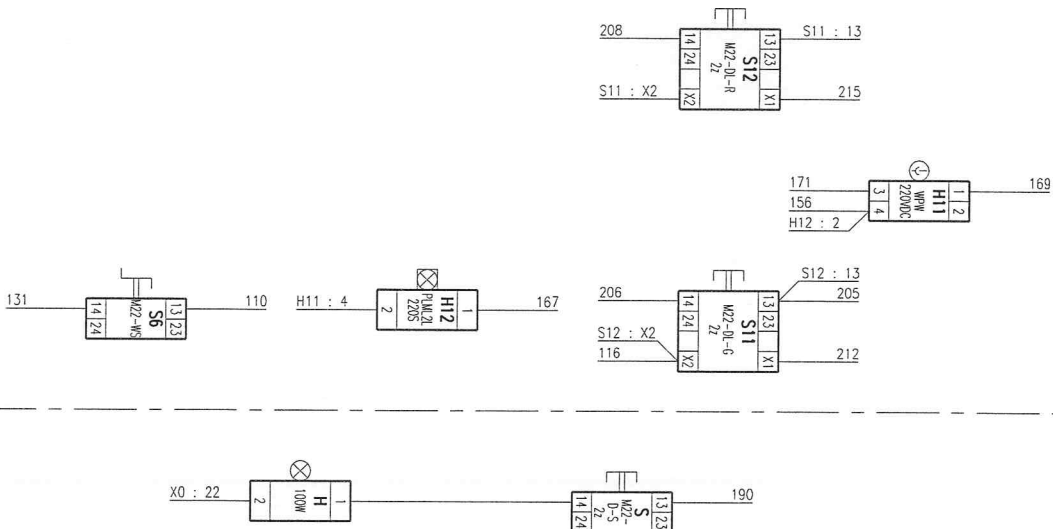 208
14
24
X2
S12
M22-DL-R
2z
13
23
X1
S11 : 13
S11 : X2
215
171
156
H12 : 2
3
4
H11
WPW
220VDC
1
2
169
131
14
24
S6
M22-WS
13
23
110
H11 : 4
2
H12
PLML2L
220S
1
167
206
S12 : X2
116
14
24
X2
S11
M22-DL-G
2z
13
23
X1
S12 : 13
205
212
X0 : 22
2
H
100W
1
14
24
S
M22-
D-S
2z
13
23
190